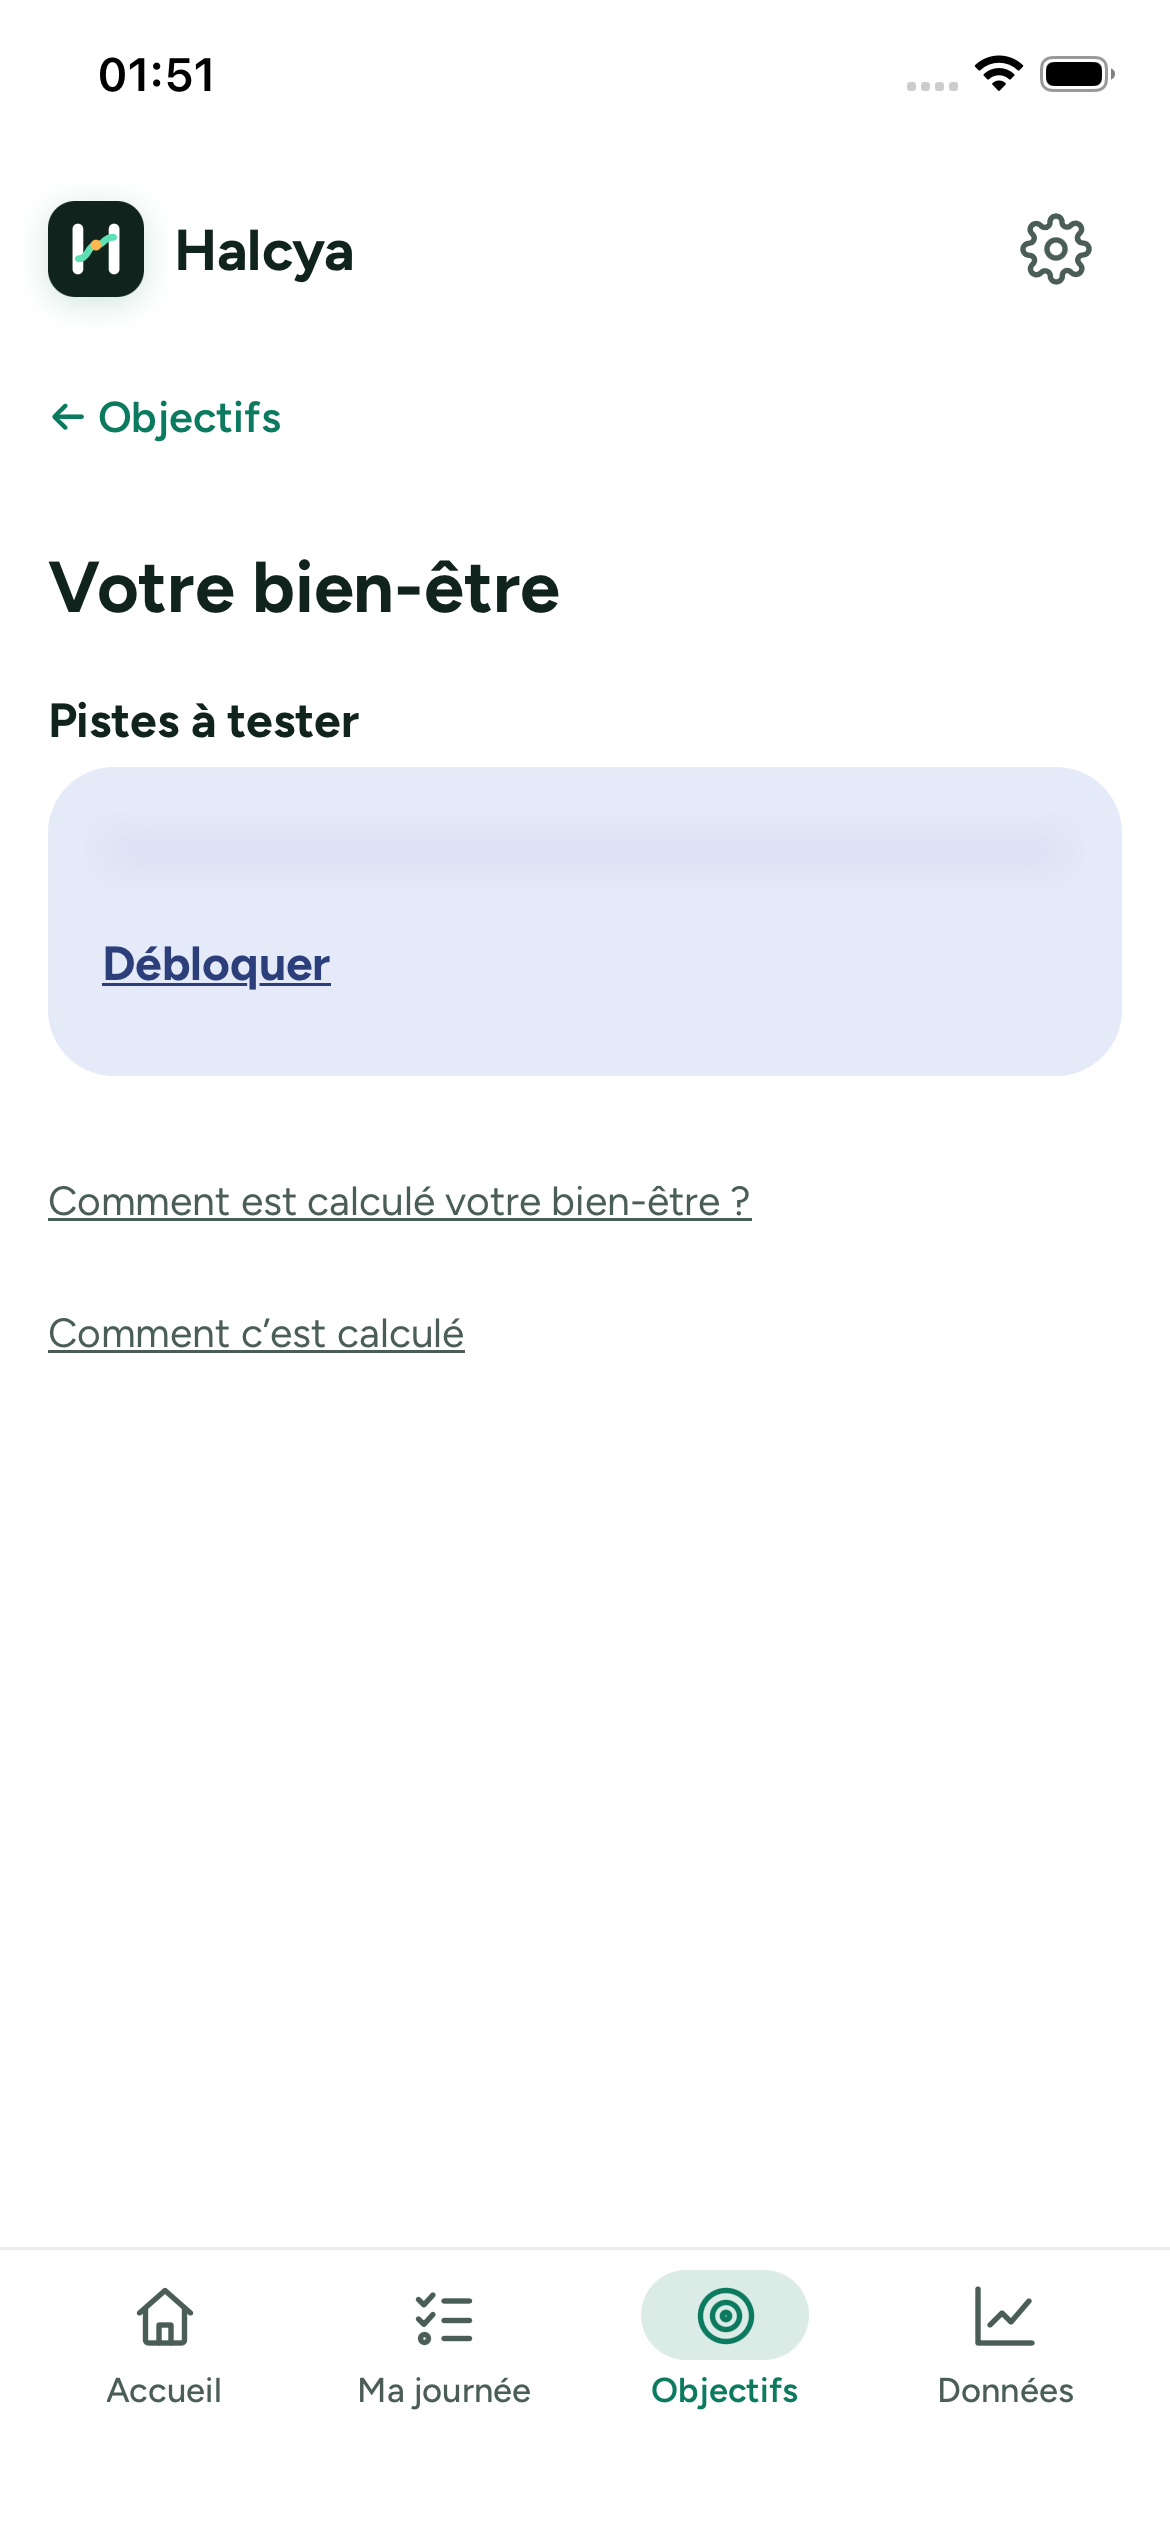 01:51
Halcya
← Objectifs
Votre bien-être
Pistes à tester
Débloquer
Comment est calculé votre bien-être ?
Comment c’est calculé
Accueil
Ma journée
Objectifs
Données